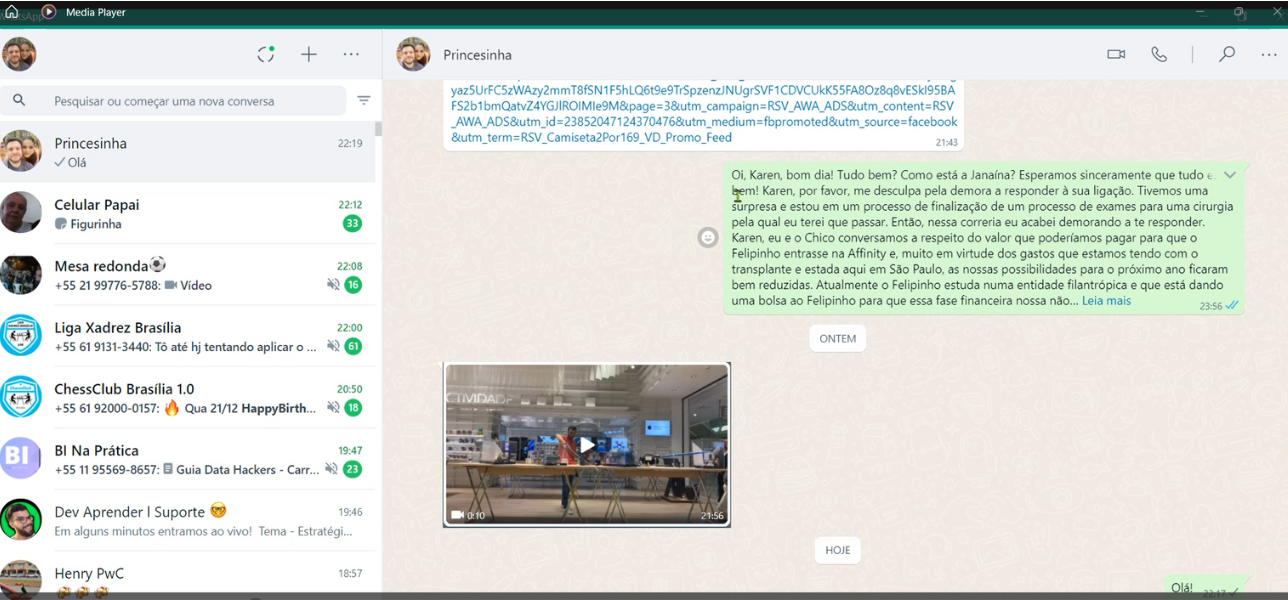 Media Player
Princesinha
Pesquisar ou começar uma nova conversa
Princesinha 22:19
Olá
Celular Papai 22:12
Figurinha 33
Mesa redonda⚽ 22:08
+55 21 99776-5788: Vídeo 16
Liga Xadrez Brasília 22:00
+55 61 9131-3440: Tô até hj tentando aplicar o ... 61
ChessClub Brasília 1.0 20:50
+55 61 92000-0157: 🔥 Qua 21/12 HappyBirth... 18
BI
BI Na Prática 19:47
+55 11 95569-8657: Guia Data Hackers - Carr... 23
Dev Aprender l Suporte 🤓 19:46
Em alguns minutos entramos ao vivo! Tema - Estratégi...
Henry PwC 18:57
_AWA_ADS&utm_id=23852047124370476&utm_medium=fbpromoted&utm_source=facebook
&utm_term=RSV_Camiseta2Por169_VD_Promo_Feed
21:43
Oi, Karen, bom dia! Tudo bem? Como está a Janaína? Esperamos sinceramente que tudo e
bem! Karen, por favor, me desculpa pela demora a responder à sua ligação. Tivemos uma
surpresa e estou em um processo de finalização de um processo de exames para uma cirurgia
pela qual eu terei que passar. Então, nessa correria eu acabei demorando a te responder.
Karen, eu e o Chico conversamos a respeito do valor que poderíamos pagar para que o
Felipinho entrasse na Affinity e, muito em virtude dos gastos que estamos tendo com o
transplante e estada aqui em São Paulo, as nossas possibilidades para o próximo ano ficaram
bem reduzidas. Atualmente o Felipinho estuda numa entidade filantrópica e que está dando
uma bolsa ao Felipinho para que essa fase financeira nossa não... Leia mais
23:56
ONTEM
0:10 21:56
HOJE
Olá! 22:17